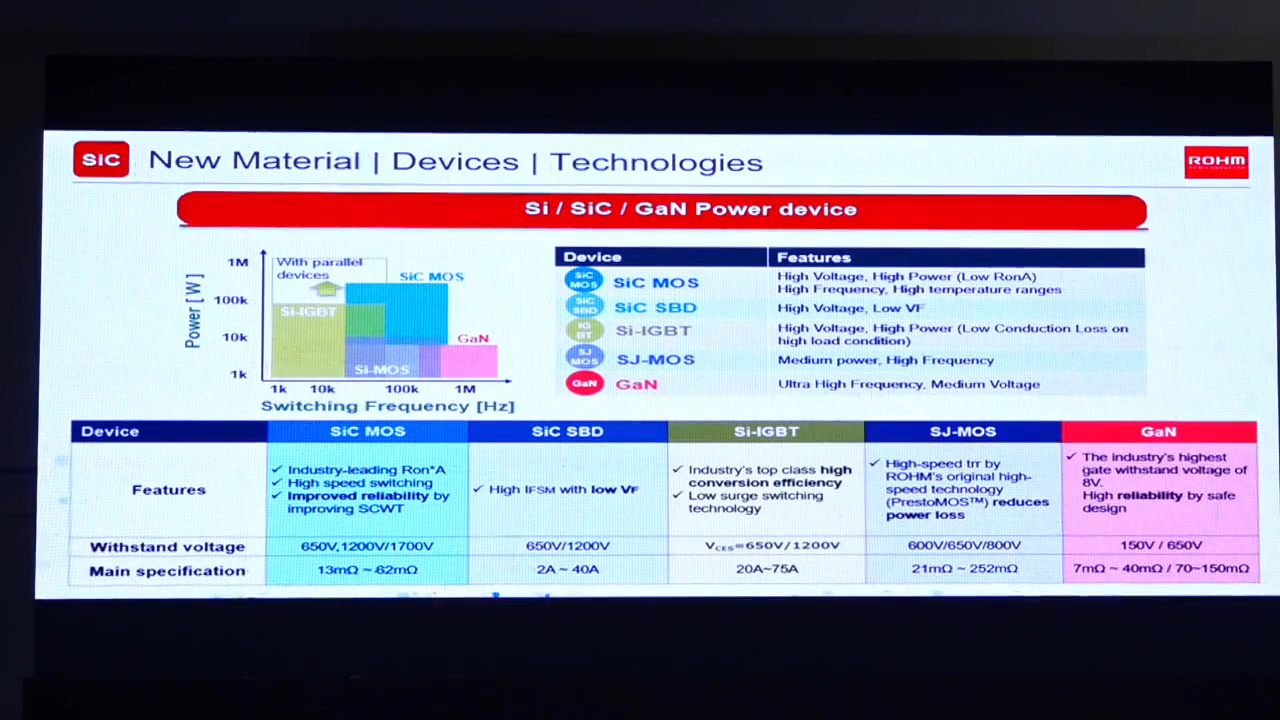 SiC New Material | Devices | Technologies
ROHM
SEMICONDUCTOR
Si / SiC / GaN Power device
Power [W]
1M
100k
10k
1k
With parallel
devices
SiC MOS
Si-IGBT
GaN
Si-MOS
1k 10k 100k 1M
Switching Frequency [Hz]
Device Features
SiC MOS SiC MOS High Voltage, High Power (Low RonA)
High Frequency, High temperature ranges
SiC SBD SiC SBD High Voltage, Low VF
IG BT Si-IGBT High Voltage, High Power (Low Conduction Loss on
high load condition)
SJ MOS SJ-MOS Medium power, High Frequency
GaN GaN Ultra High Frequency, Medium Voltage
Device SiC MOS SiC SBD Si-IGBT SJ-MOS GaN
Features
✓ Industry-leading Ron*A
✓ High speed switching
✓ Improved reliability by
improving SCWT
✓ High IFSM with low VF
✓ Industry's top class high
conversion efficiency
✓ Low surge switching
technology
✓ High-speed trr by
ROHM's original high-
speed technology
(PrestoMOS™) reduces
power loss
✓ The industry's highest
gate withstand voltage of
8V.
High reliability by safe
design
Withstand voltage 650V,1200V/1700V 650V/1200V VCES=650V/1200V 600V/650V/800V 150V / 650V
Main specification 13mΩ ~ 62mΩ 2A ~ 40A 20A~75A 21mΩ ~ 252mΩ 7mΩ ~ 40mΩ / 70~150mΩ